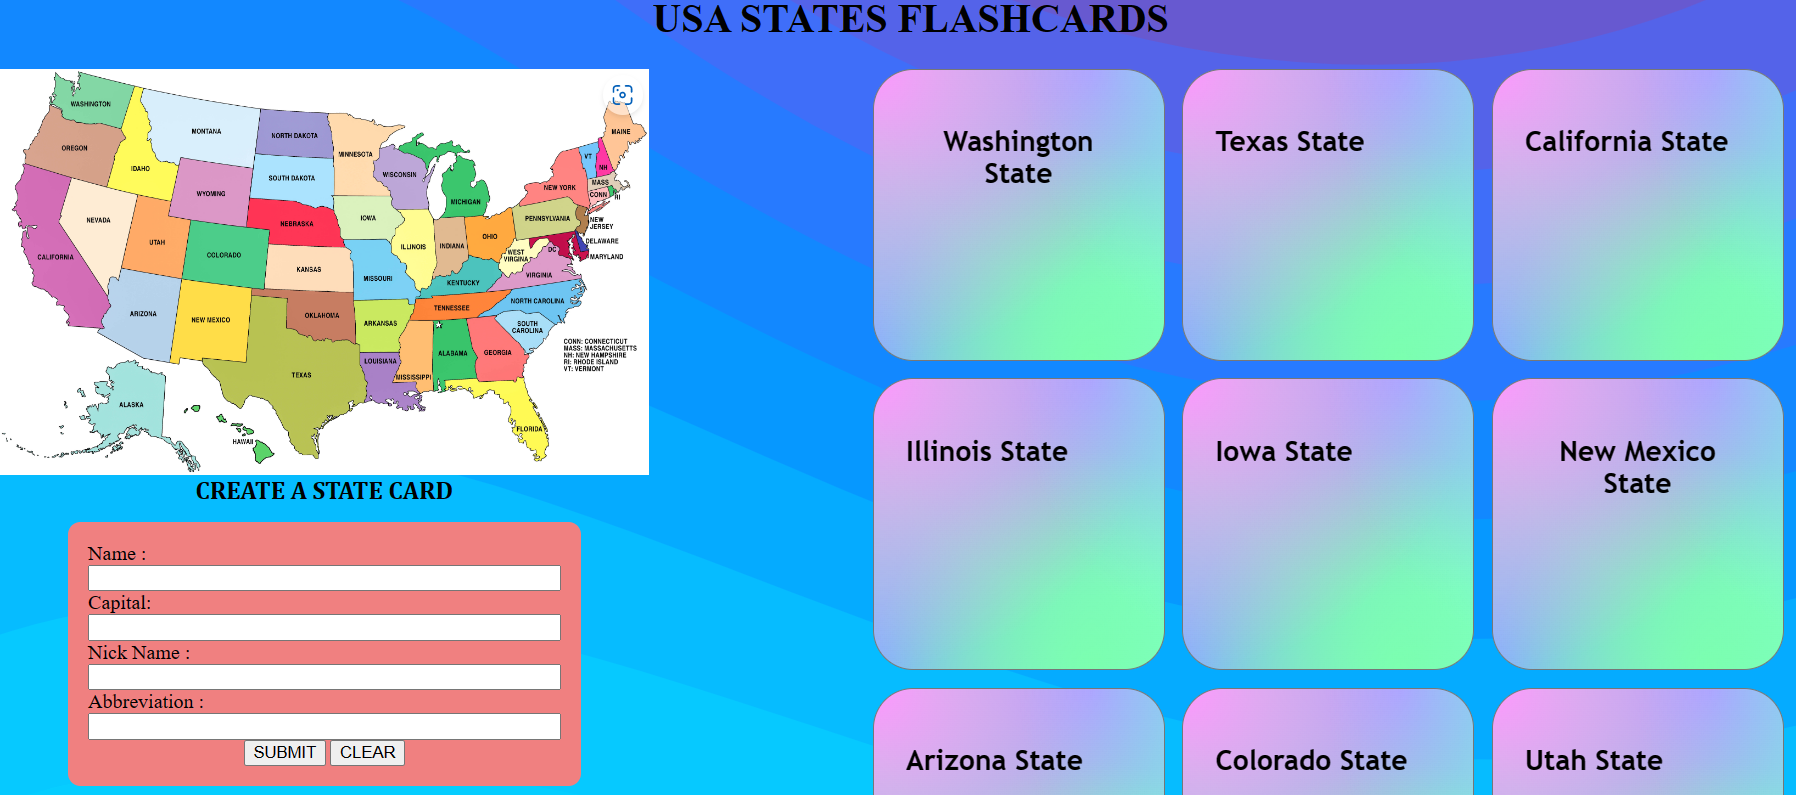 USA STATES FLASHCARDS
WASHINGTON
OREGON
IDAHO
MONTANA
NORTH DAKOTA
MINNESOTA
SOUTH DAKOTA
WYOMING
WISCONSIN
MICHIGAN
MAINE
VT
NH
NEW YORK
MASS
CONN
RI
NEVADA
UTAH
COLORADO
NEBRASKA
IOWA
ILLINOIS
INDIANA
OHIO
PENNSYLVANIA
NEW
JERSEY
DELAWARE
MARYLAND
DC
WEST
VIRGINA
VIRGINIA
CALIFORNIA
KANSAS
MISSOURI
KENTUCKY
ARIZONA
NEW MEXICO
OKLAHOMA
ARKANSAS
TENNESSEE
NORTH CAROLINA
SOUTH
CAROLINA
TEXAS
LOUISIANA
MISSISSIPPI
ALABAMA
GEORGIA
FLORIDA
ALASKA
HAWAII
CONN: CONNECTICUT
MASS: MASSACHUSETTS
NH: NEW HAMPSHIRE
RI: RHODE ISLAND
VT: VERMONT
CREATE A STATE CARD
Name :
Capital:
Nick Name :
Abbreviation :
SUBMIT CLEAR
Washington
State
Texas State
California State
Illinois State
Iowa State
New Mexico
State
Arizona State
Colorado State
Utah State